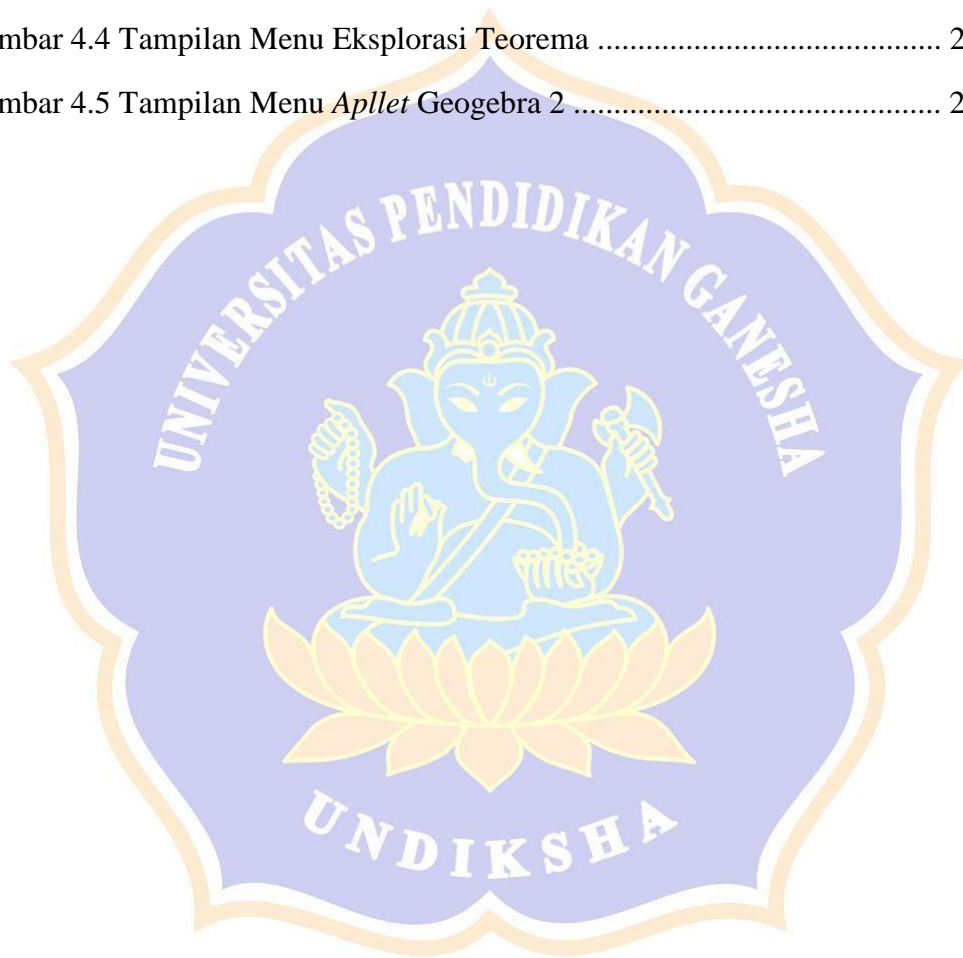 mbar 4.4 Tampilan Menu Eksplorasi Teorema .......................................... 2
mbar 4.5 Tampilan Menu Apllet Geogebra 2 ............................................. 2
UNIVERSITAS PENDIDIKAN GANESHA
UNDIKSHA